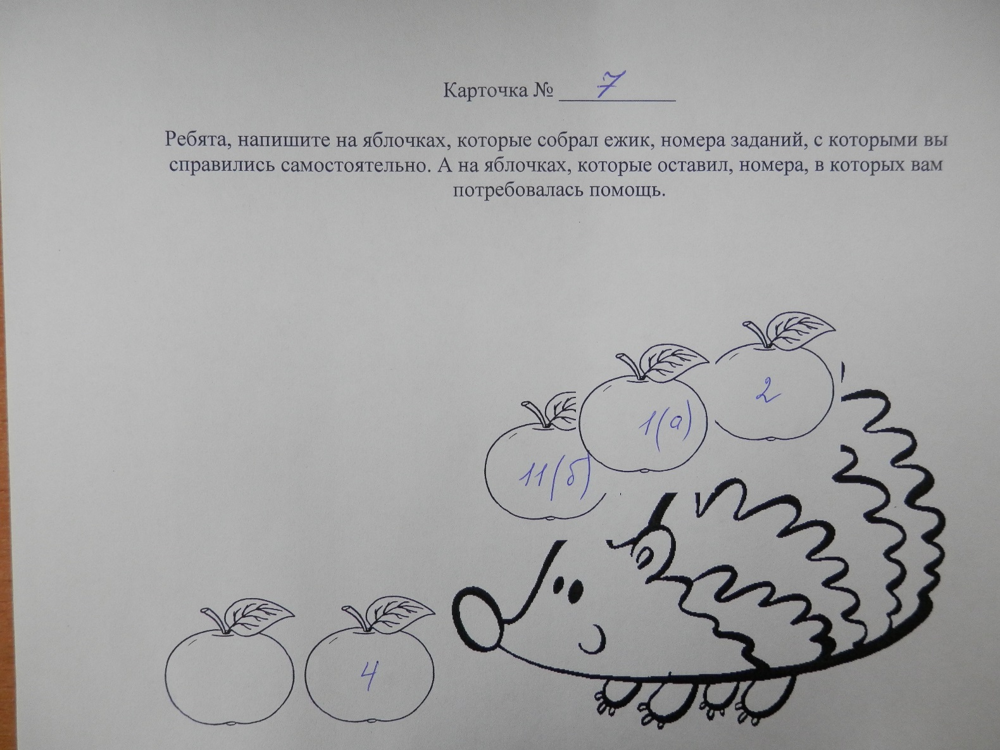 Карточка № 7
Ребята, напишите на яблочках, которые собрал ежик, номера заданий, с которыми вы
справились самостоятельно. А на яблочках, которые оставил, номера, в которых вам
потребовалась помощь.
2
1(а)
11(б)
4